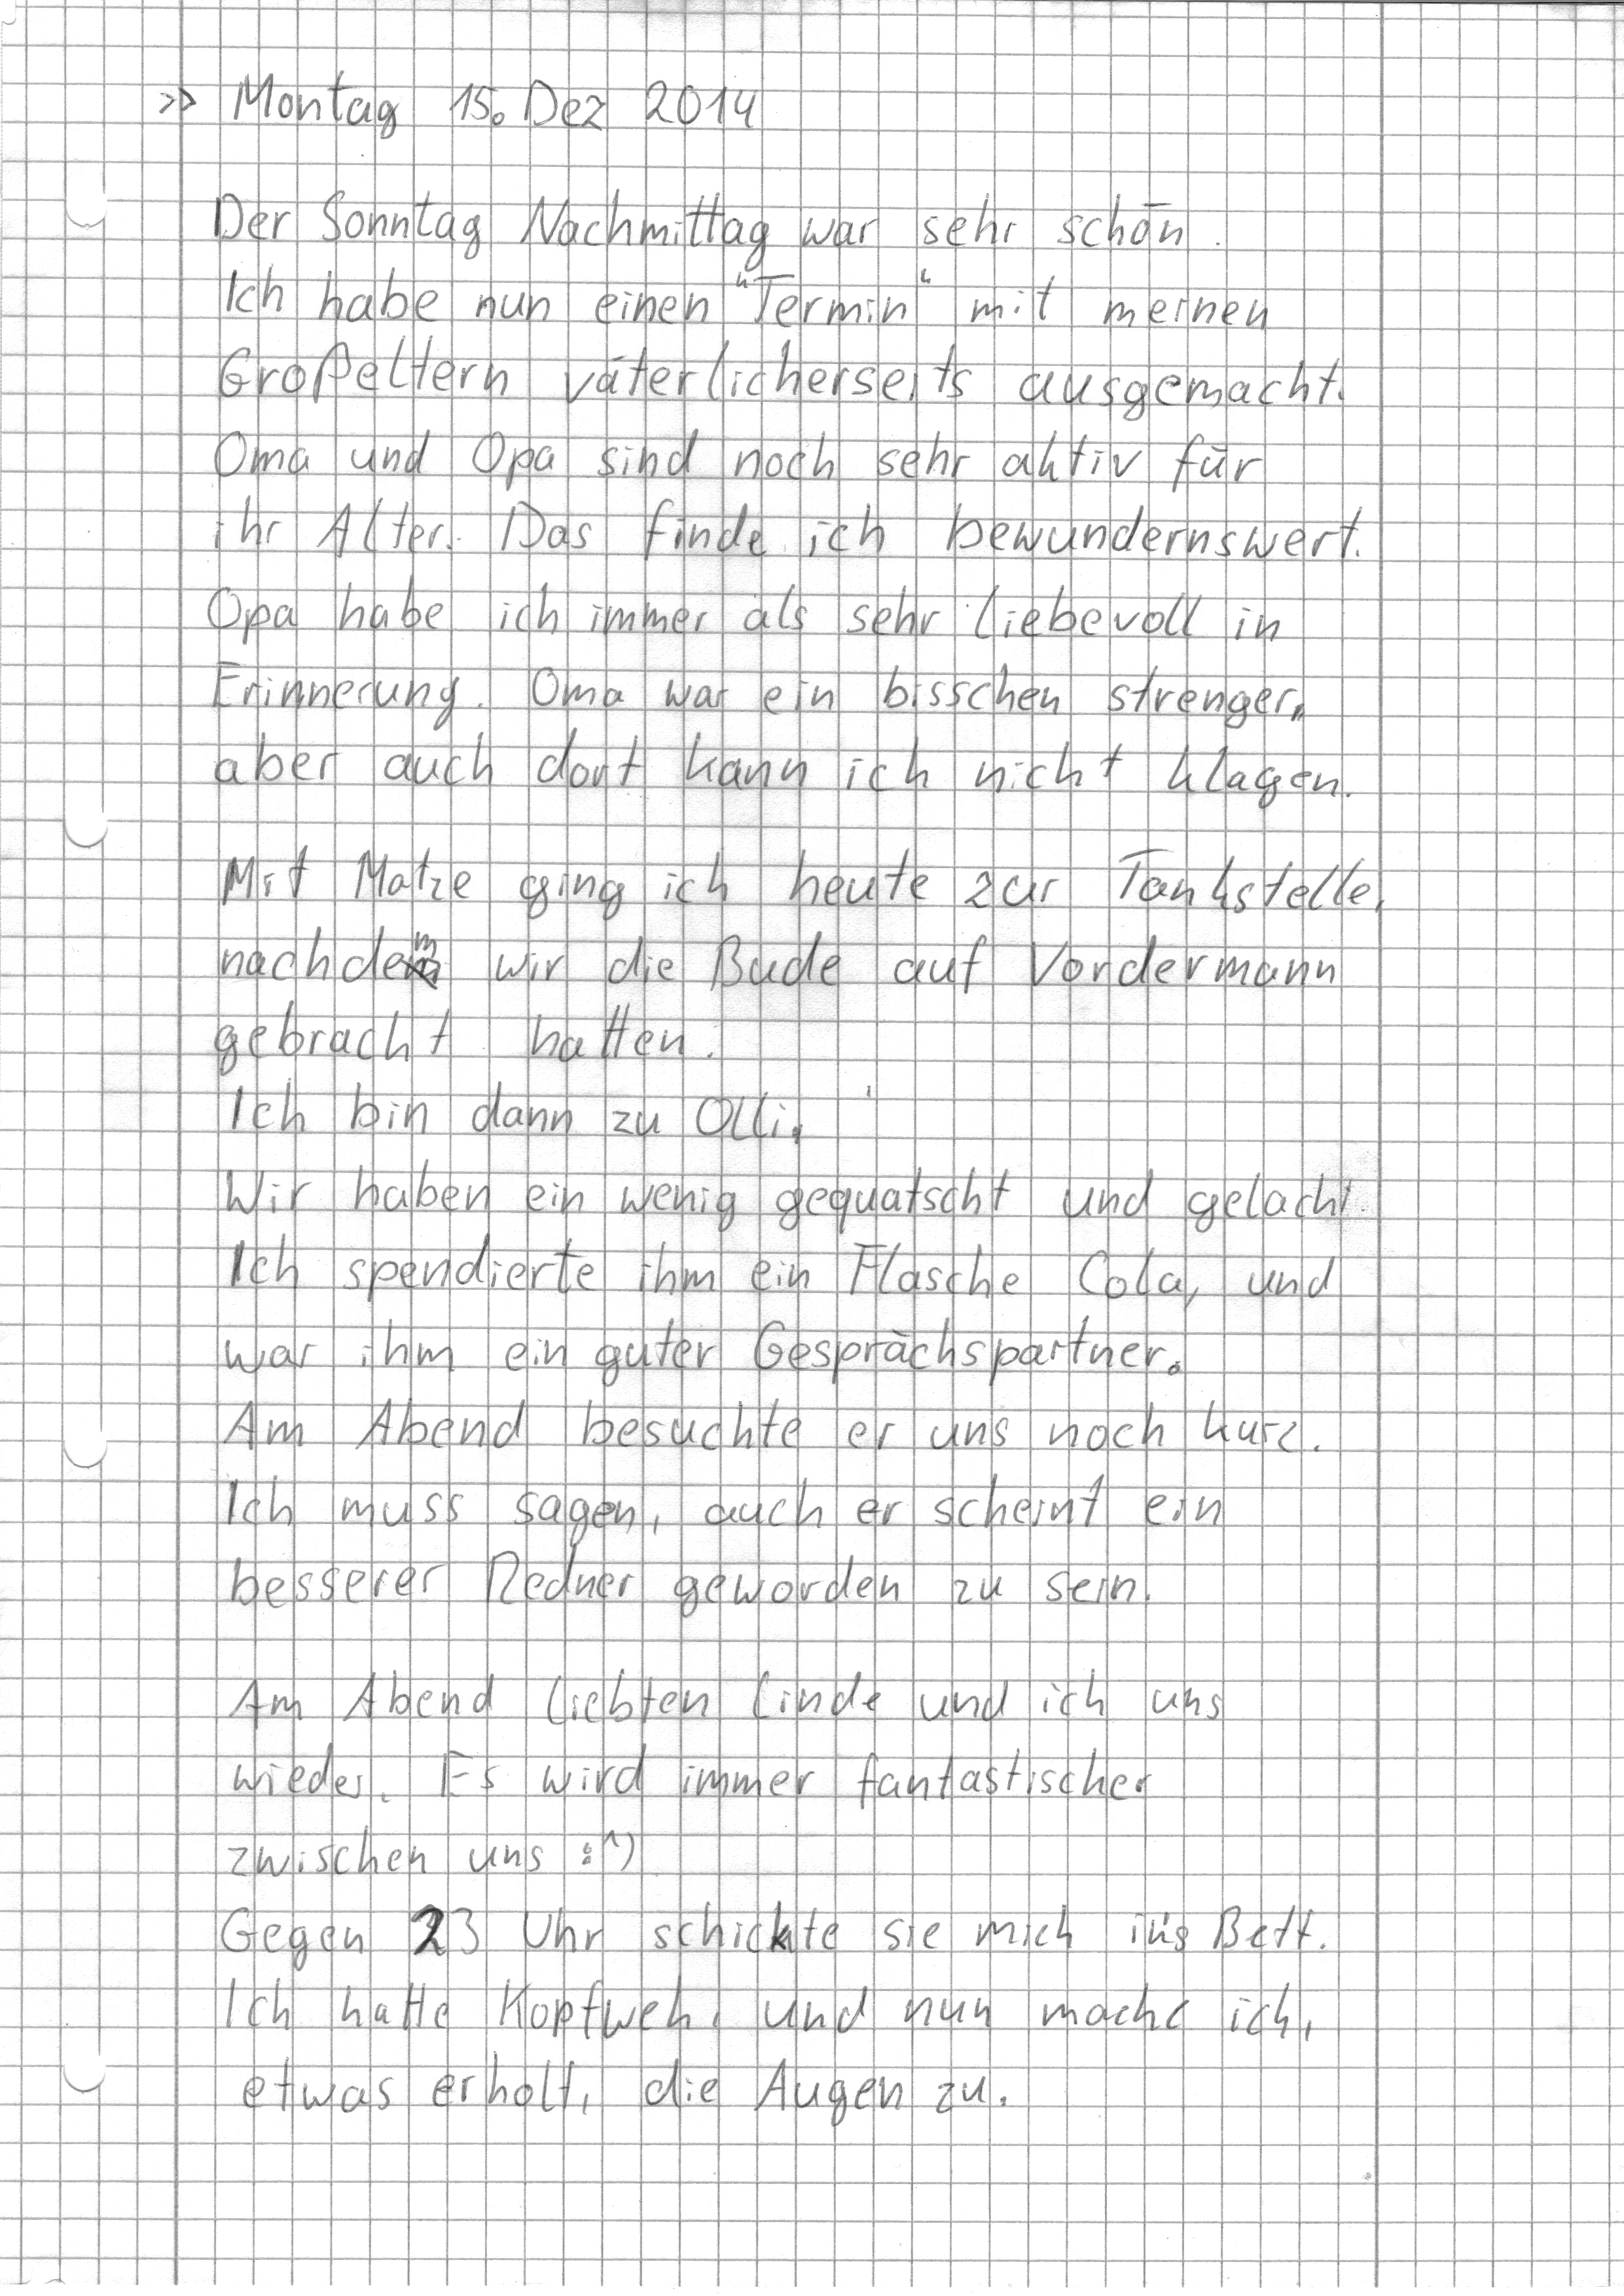 >> Montag 15. Dez 2014
Der Sonntag Nachmittag war sehr schön.
Ich habe nun einen "Termin" mit meinen
Großeltern väterlicherseits ausgemacht.
Oma und Opa sind noch sehr aktiv für
ihr Alter. Das finde ich bewundernswert.
Opa habe ich immer als sehr liebevoll in
Erinnerung. Oma war ein bisschen strenger,
aber auch dort kann ich nicht klagen.
Mit Matze ging ich heute zur Tankstelle,
nachdem wir die Bude auf Vordermann
gebracht hatten.
Ich bin dann zu Olli.
Wir haben ein wenig gequatscht und gelacht.
Ich spendierte ihm ein Flasche Cola, und
war ihm ein guter Gesprächspartner.
Am Abend besuchte er uns noch kurz.
Ich muss sagen, auch er scheint ein
besserer Redner geworden zu sein.
Am Abend liebten Linde und ich uns
wieder. Es wird immer fantastischer
zwischen uns :^)
Gegen 23 Uhr schickte sie mich in's Bett.
Ich hatte Kopfweh, und nun mache ich,
etwas erholt, die Augen zu.